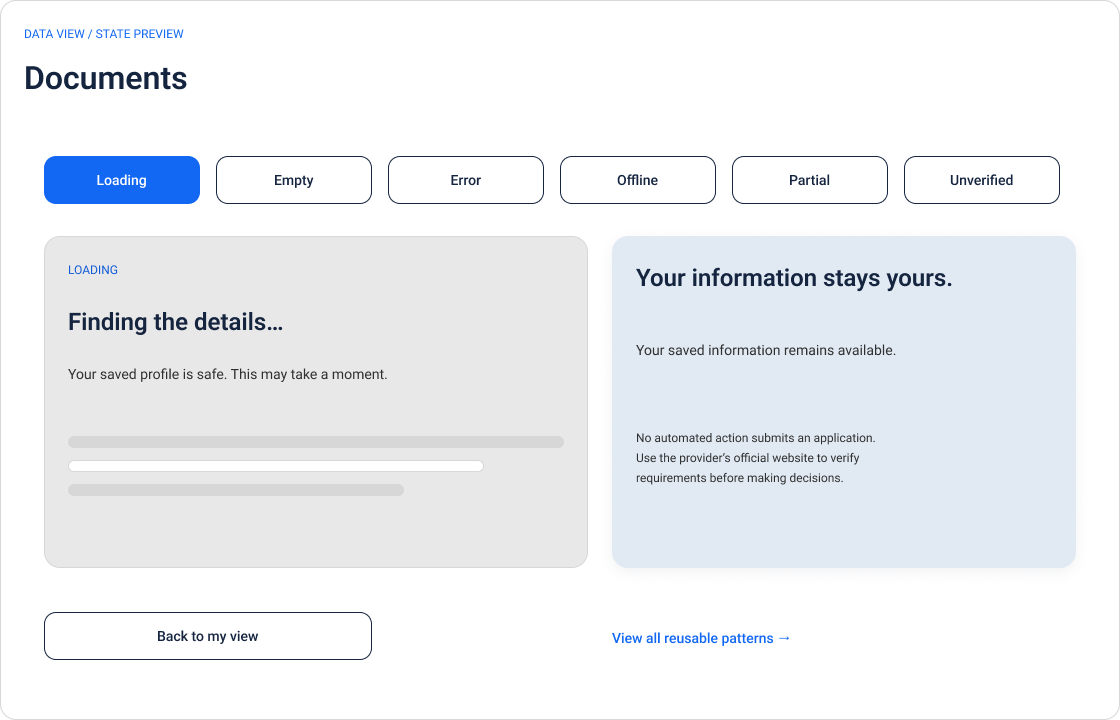 DATA VIEW / STATE PREVIEW
Documents
Loading
Empty
Error
Offline
Partial
Unverified
LOADING
Finding the details…
Your saved profile is safe. This may take a moment.
Your information stays yours.
Your saved information remains available.
No automated action submits an application.
Use the provider’s official website to verify
requirements before making decisions.
Back to my view
View all reusable patterns →